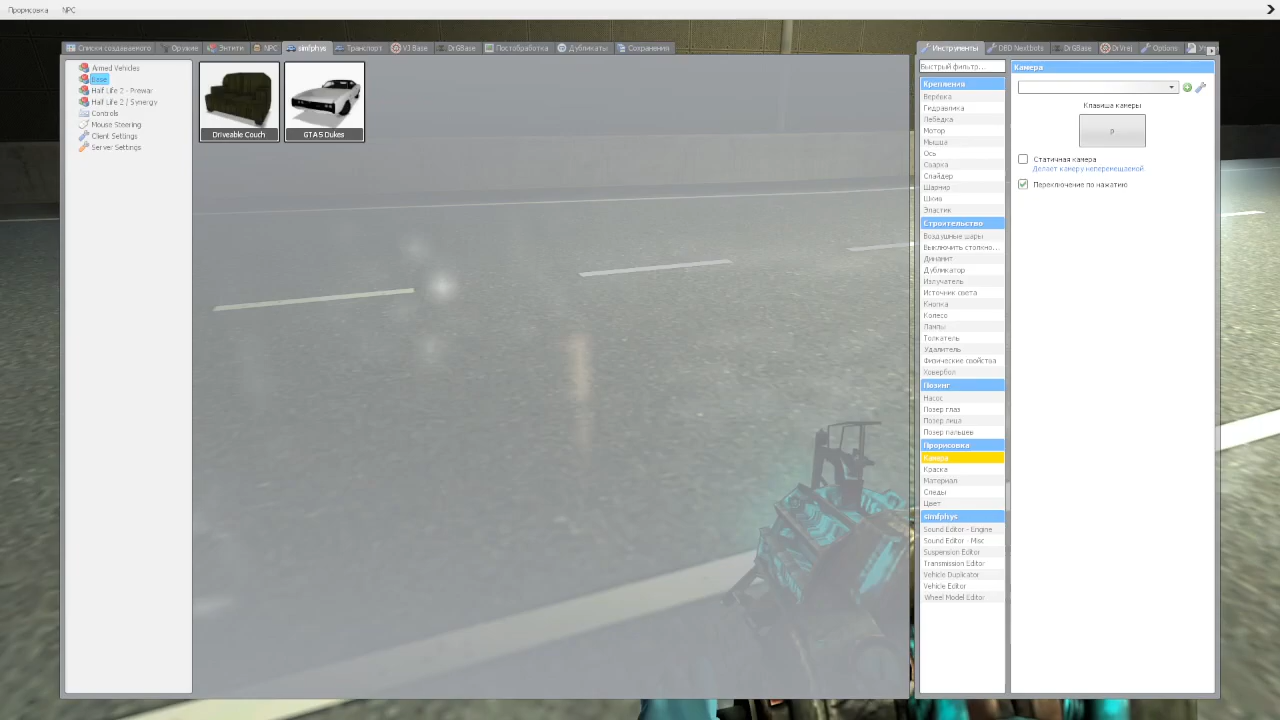 Прорисовка NPC
Списки создаваемого Оружие Энтити NPC simfphys Транспорт VJ Base DrGBase Постобработка Дубликаты Сохранения
Armed Vehicles
Base
Half Life 2 - Prewar
Half Life 2 / Synergy
Controls
Mouse Steering
Client Settings
Server Settings
Driveable Couch
GTA 5 Dukes
Инструменты DBD Nextbots DrGBase DrVrej Options
Быстрый фильтр...
Крепления
Верёвка
Гидравлика
Лебёдка
Мотор
Мышца
Ось
Сварка
Слайдер
Шарнир
Шкив
Эластик
Строительство
Воздушные шары
Выключить столкно...
Динамит
Дубликатор
Излучатель
Источник света
Кнопка
Колесо
Лампы
Толкатель
Удалитель
Физические свойства
Ховербол
Позинг
Насос
Позер глаз
Позер лица
Позер пальцев
Прорисовка
Камера
Краска
Материал
Следы
Цвет
simfphys
Sound Editor - Engine
Sound Editor - Misc
Suspension Editor
Transmission Editor
Vehicle Duplicator
Vehicle Editor
Wheel Model Editor
Камера
Клавиша камеры
P
Статичная камера
Делает камеру неперемещаемой.
Переключение по нажатию